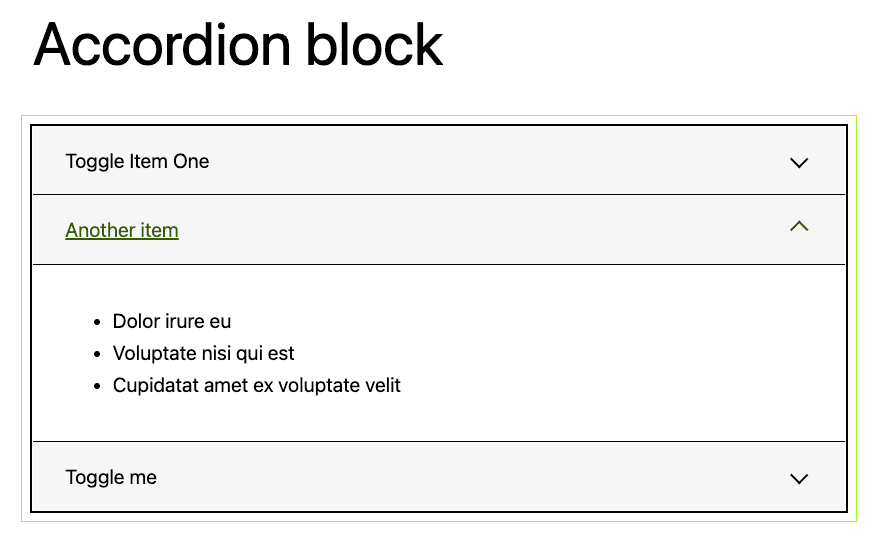 Accordion block
Toggle Item One
Another item
Dolor irure eu
Voluptate nisi qui est
Cupidatat amet ex voluptate velit
Toggle me